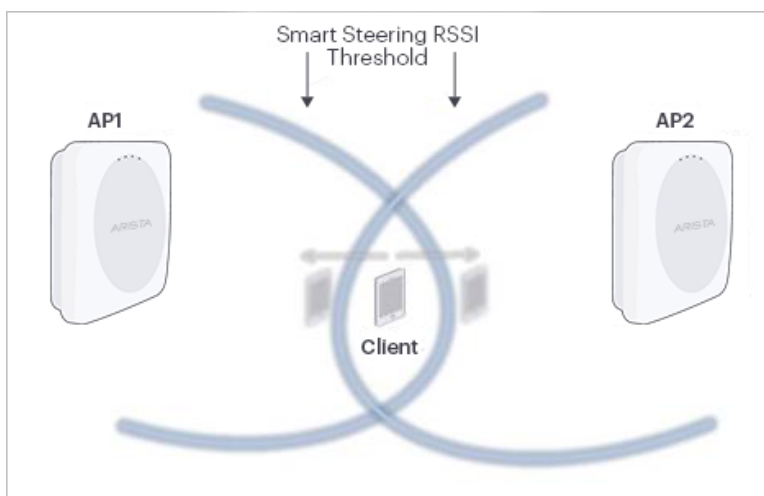 Smart Steering RSSI
Threshold
AP1
AP2
ARISTA
ARISTA
Client